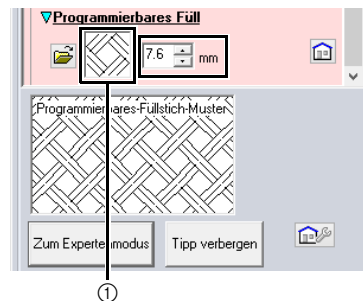 Programmierbares Füll
7.6 mm
Programmierbares-Füllstich-Muster
Zum Expertenmodus
Tipp verbergen
①